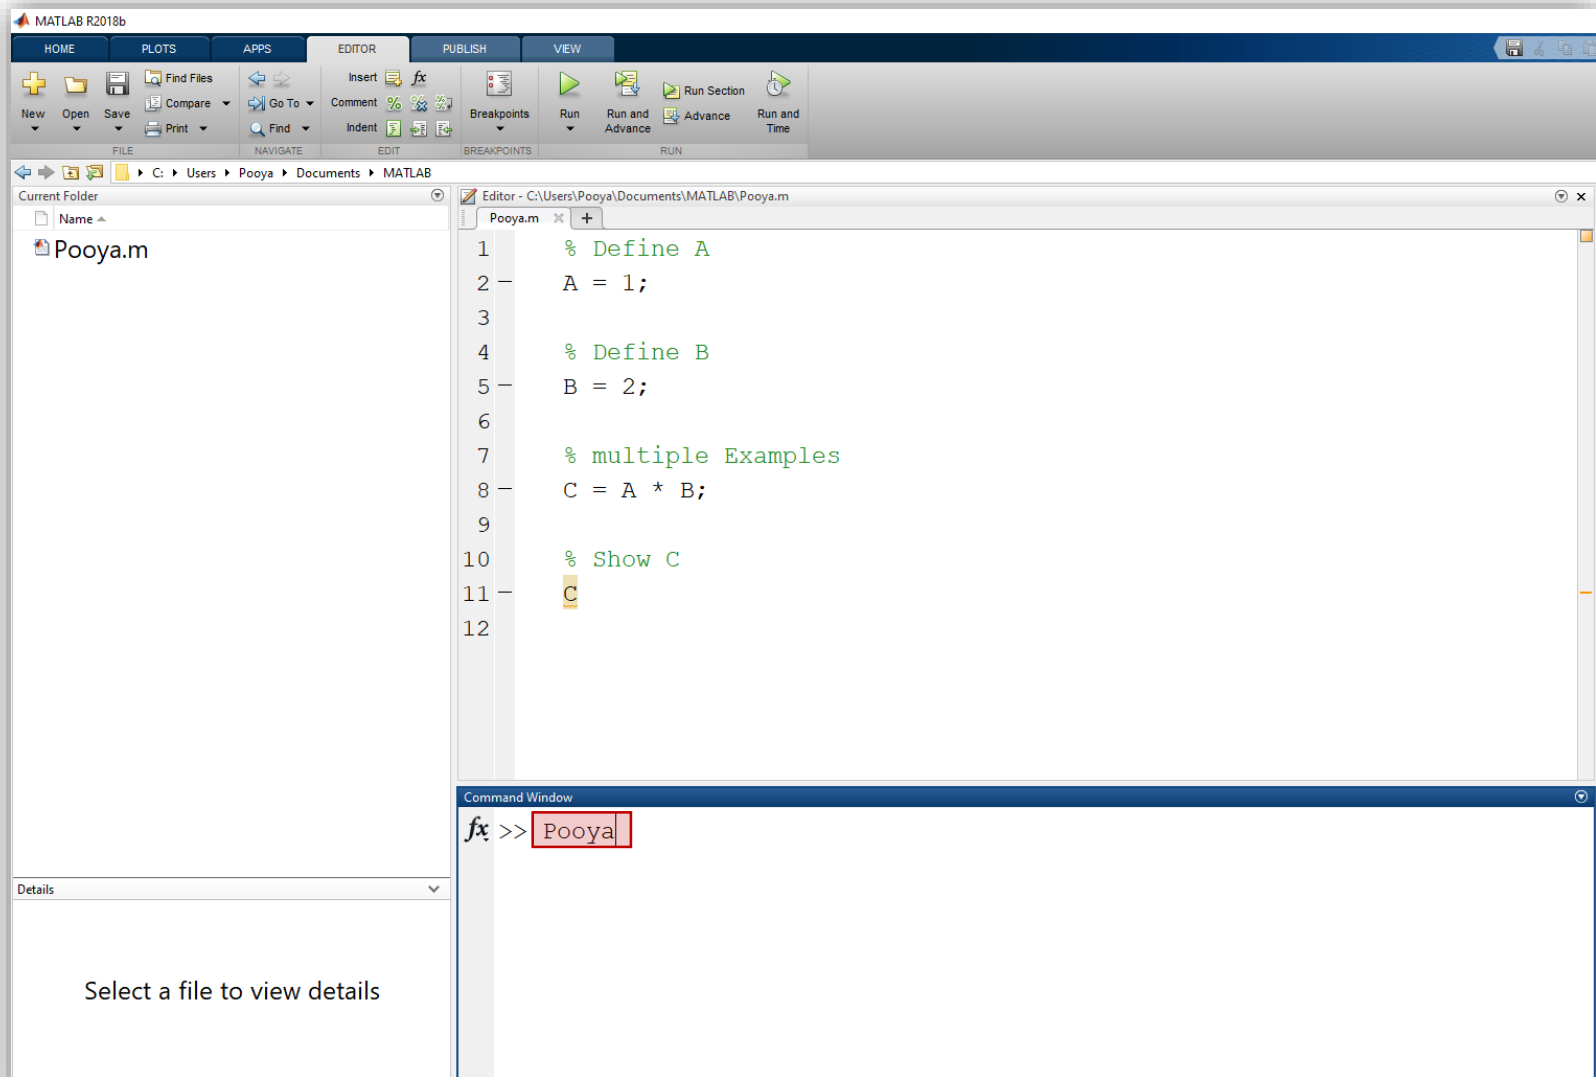 MATLAB R2018b
HOME PLOTS APPS EDITOR PUBLISH VIEW
New Open Save Find Files Compare Print
FILE
Go To Find
NAVIGATE
Insert fx
Comment % %
Indent
EDIT
Breakpoints
BREAKPOINTS
Run Run and Advance Run Section Advance Run and Time
RUN
C: Users Pooya Documents MATLAB
Current Folder
Name
Pooya.m
Details
Select a file to view details
Editor - C:\Users\Pooya\Documents\MATLAB\Pooya.m
Pooya.m +
1 % Define A
2 A = 1;
3
4 % Define B
5 B = 2;
6
7 % multiple Examples
8 C = A * B;
9
10 % Show C
11 C
12
Command Window
fx >> Pooya